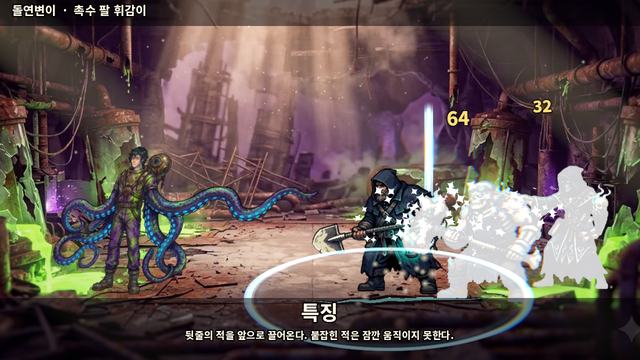 돌연변이 · 촉수 팔 휘감이
64
32
특징
뒷줄의 적을 앞으로 끌어온다. 붙잡힌 적은 잠깐 움직이지 못한다.